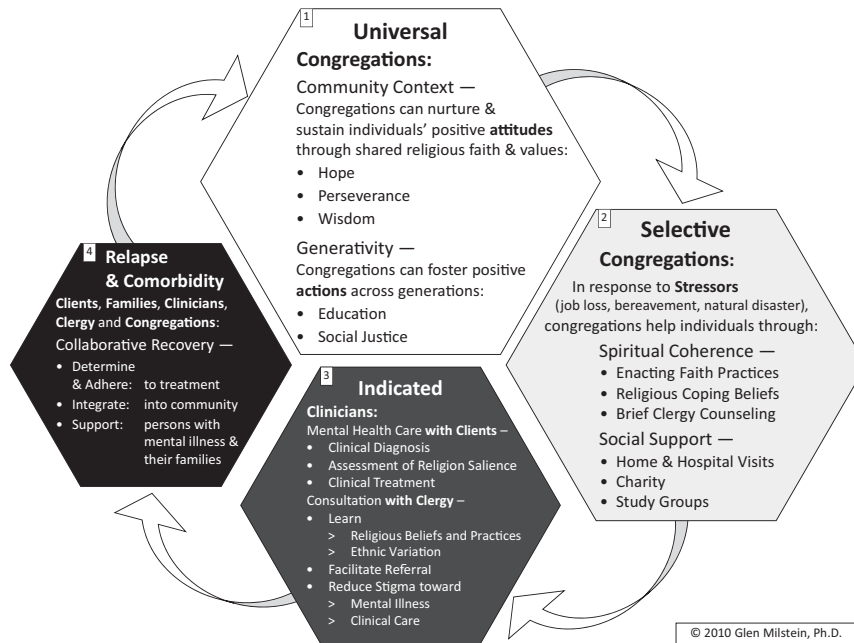 1
Universal
Congregations:
Community Context —
Congregations can nurture &
sustain individuals' positive attitudes
through shared religious faith & values:
• Hope
• Perseverance
• Wisdom
Generativity —
Congregations can foster positive
actions across generations:
• Education
• Social Justice
2
Selective
Congregations:
In response to Stressors
(job loss, bereavement, natural disaster),
congregations help individuals through:
Spiritual Coherence —
• Enacting Faith Practices
• Religious Coping Beliefs
• Brief Clergy Counseling
Social Support —
• Home & Hospital Visits
• Charity
• Study Groups
3
Indicated
Clinicians:
Mental Health Care with Clients –
• Clinical Diagnosis
• Assessment of Religion Salience
• Clinical Treatment
Consultation with Clergy –
• Learn
> Religious Beliefs and Practices
> Ethnic Variation
• Facilitate Referral
• Reduce Stigma toward
> Mental Illness
> Clinical Care
4
Relapse
& Comorbidity
Clients, Families, Clinicians,
Clergy and Congregations:
Collaborative Recovery —
• Determine
& Adhere: to treatment
• Integrate: into community
• Support: persons with
mental illness &
their families
© 2010 Glen Milstein, Ph.D.